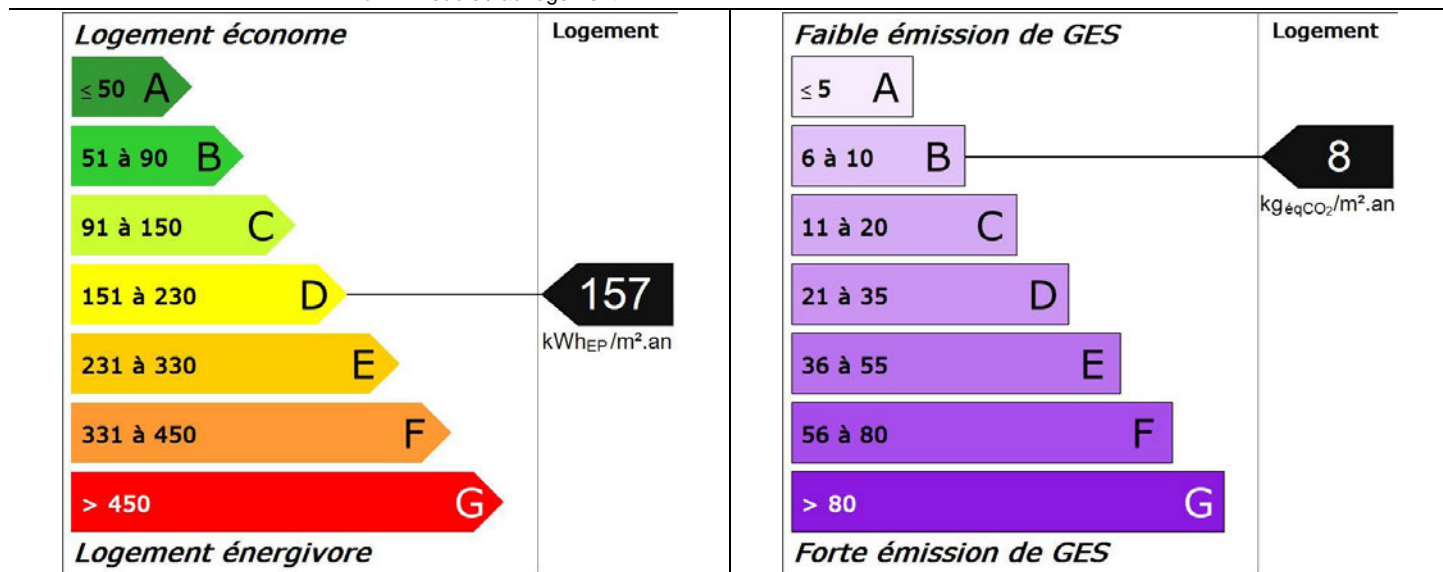 Logement économe
Logement
≤ 50 A
51 à 90 B
91 à 150 C
151 à 230 D
157
kWhEP/m².an
231 à 330 E
331 à 450 F
> 450 G
Logement énergivore
Faible émission de GES
Logement
≤ 5 A
6 à 10 B
8
kgéqCO2/m².an
11 à 20 C
21 à 35 D
36 à 55 E
56 à 80 F
> 80 G
Forte émission de GES